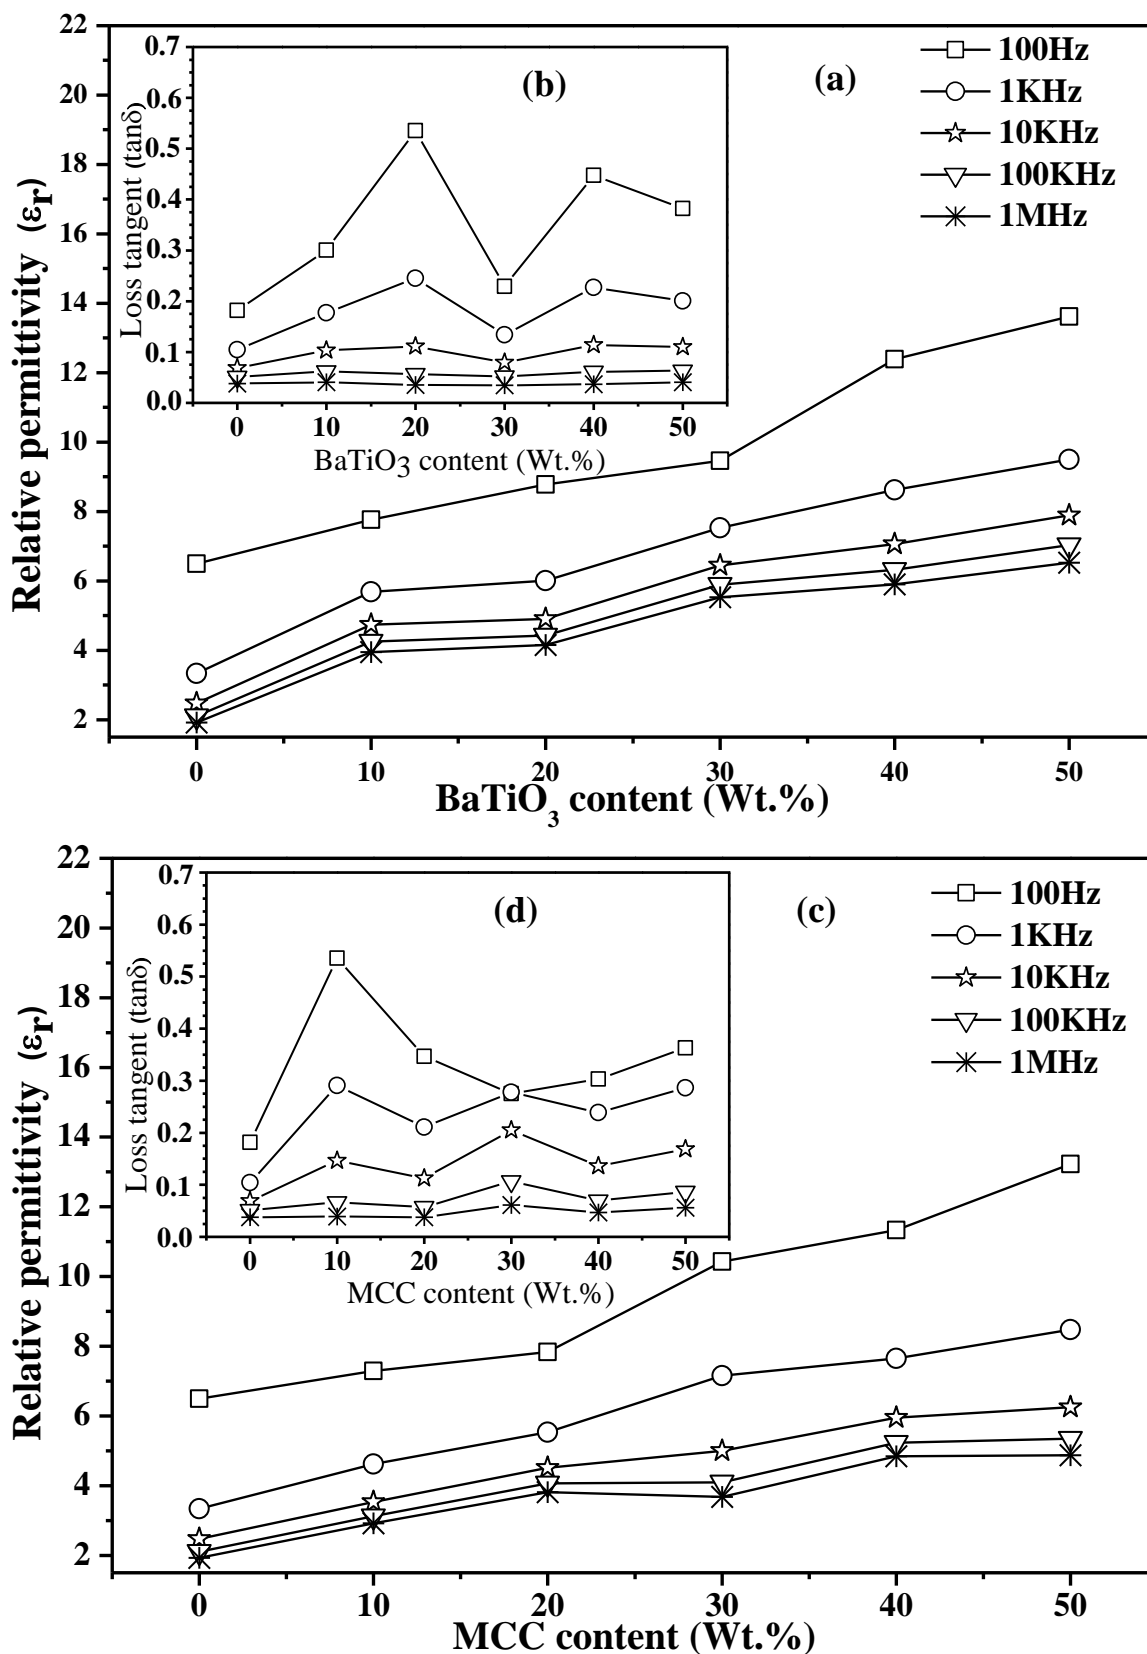 22
20
18
16
14
12
10
8
6
4
2
Relative permittivity (εr)
0 10 20 30 40 50
BaTiO3 content (Wt.%)
(a)
100Hz
1KHz
10KHz
100KHz
1MHz
0.7
0.6
0.5
0.4
0.3
0.2
0.1
0.0
Loss tangent (tanδ)
(b)
0 10 20 30 40 50
BaTiO3 content (Wt.%)
22
20
18
16
14
12
10
8
6
4
2
Relative permittivity (εr)
0 10 20 30 40 50
MCC content (Wt.%)
(c)
100Hz
1KHz
10KHz
100KHz
1MHz
0.7
0.6
0.5
0.4
0.3
0.2
0.1
0.0
Loss tangent (tanδ)
(d)
0 10 20 30 40 50
MCC content (Wt.%)